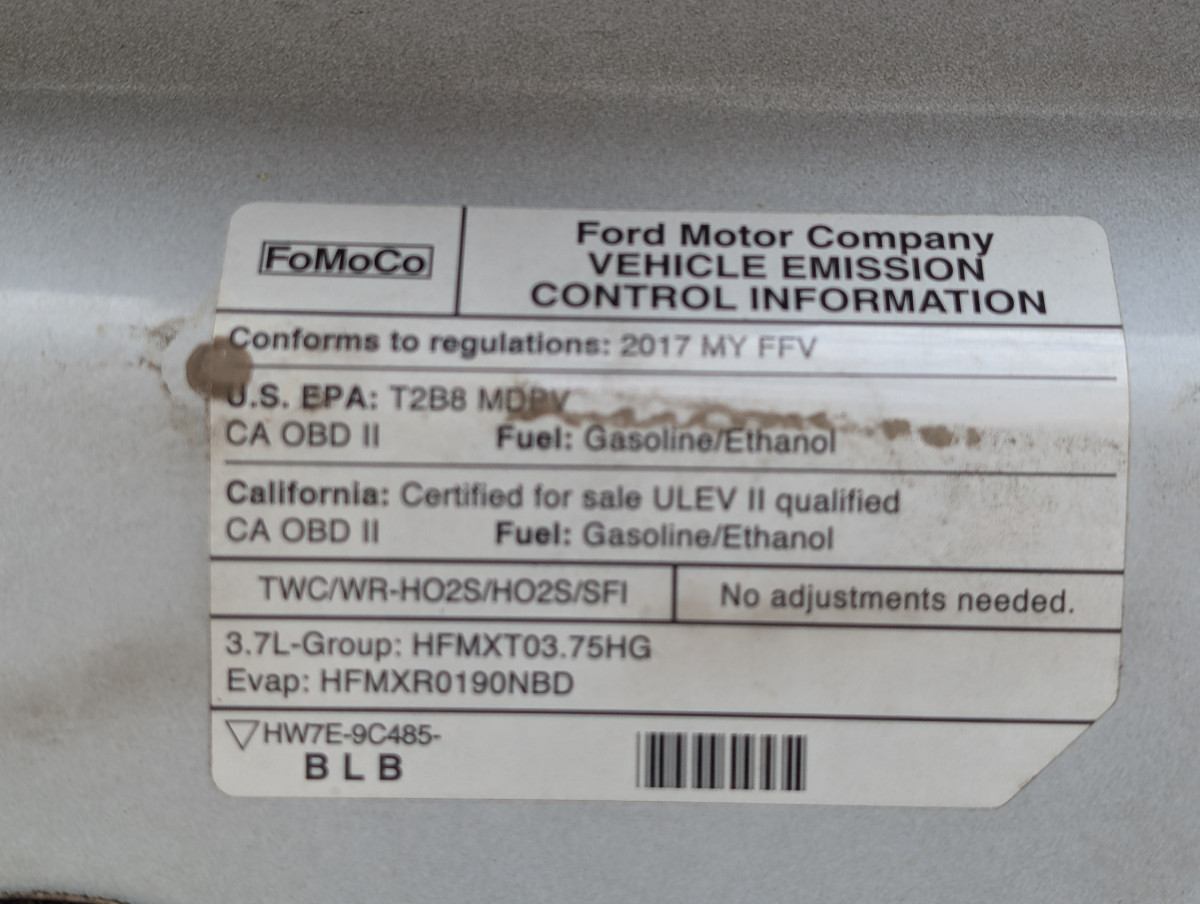 FoMoCo
Ford Motor Company
VEHICLE EMISSION
CONTROL INFORMATION
Conforms to regulations: 2017 MY FFV
U.S. EPA: T2B8 MDPV
CA OBD II Fuel: Gasoline/Ethanol
California: Certified for sale ULEV II qualified
CA OBD II Fuel: Gasoline/Ethanol
TWC/WR-HO2S/HO2S/SFI No adjustments needed.
3.7L-Group: HFMXT03.75HG
Evap: HFMXR0190NBD
▽HW7E-9C485-
B L B